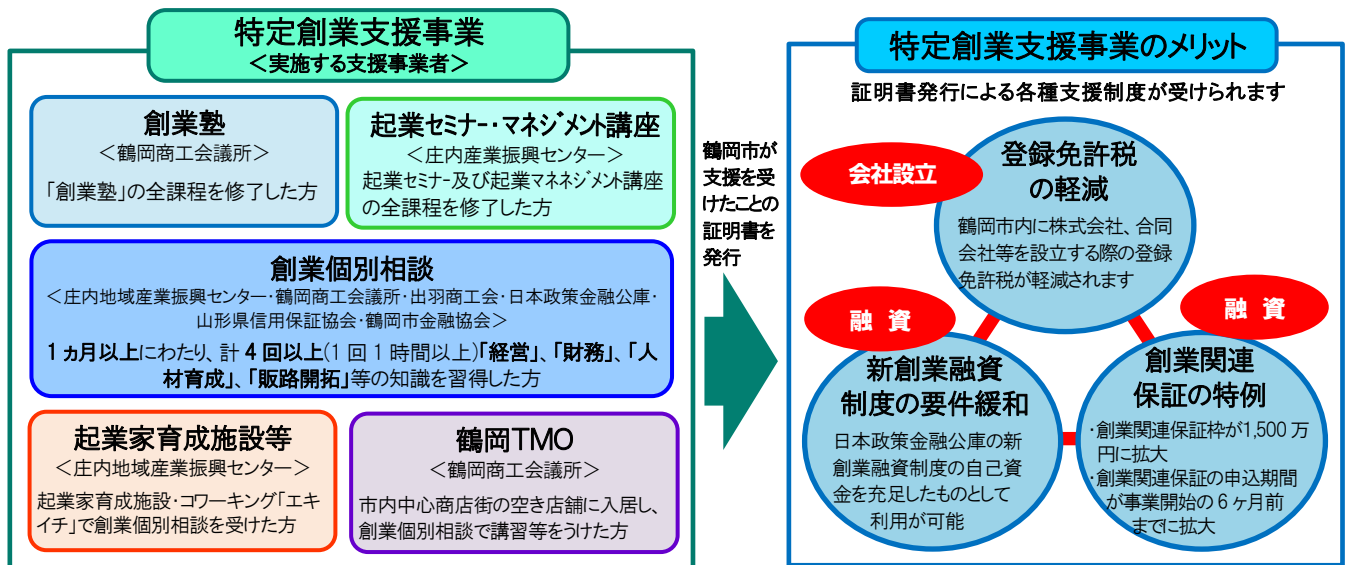 特定創業支援事業
＜実施する支援事業者＞
創業塾
＜鶴岡商工会議所＞
「創業塾」の全課程を修了した方
起業セミナー・マネジメント講座
＜庄内産業振興センター＞
起業セミナー及び起業マネネジメント講座
の全課程を修了した方
創業個別相談
＜庄内地域産業振興センター・鶴岡商工会議所・出羽商工会・日本政策金融公庫・
山形県信用保証協会・鶴岡市金融協会＞
1ヵ月以上にわたり、計4回以上(1回1時間以上)「経営」、「財務」、「人
材育成」、「販路開拓」等の知識を習得した方
起業家育成施設等
＜庄内地域産業振興センター＞
起業家育成施設・コワーキング「エキ
イチ」で創業個別相談を受けた方
鶴岡TMO
＜鶴岡商工会議所＞
市内中心商店街の空き店舗に入居し、
創業個別相談で講習等をうけた方
鶴岡市が
支援を受
けたことの
証明書を
発行
特定創業支援事業のメリット
証明書発行による各種支援制度が受けられます
会社設立
登録免許税
の軽減
鶴岡市内に株式会社、合同
会社等を設立する際の登録
免許税が軽減されます
融 資
新創業融資
制度の要件緩和
日本政策金融公庫の新
創業融資制度の自己資
金を充足したものとして
利用が可能
融 資
創業関連
保証の特例
・創業関連保証枠が1,500万
円に拡大
・創業関連保証の申込期間
が事業開始の6ヶ月前
までに拡大